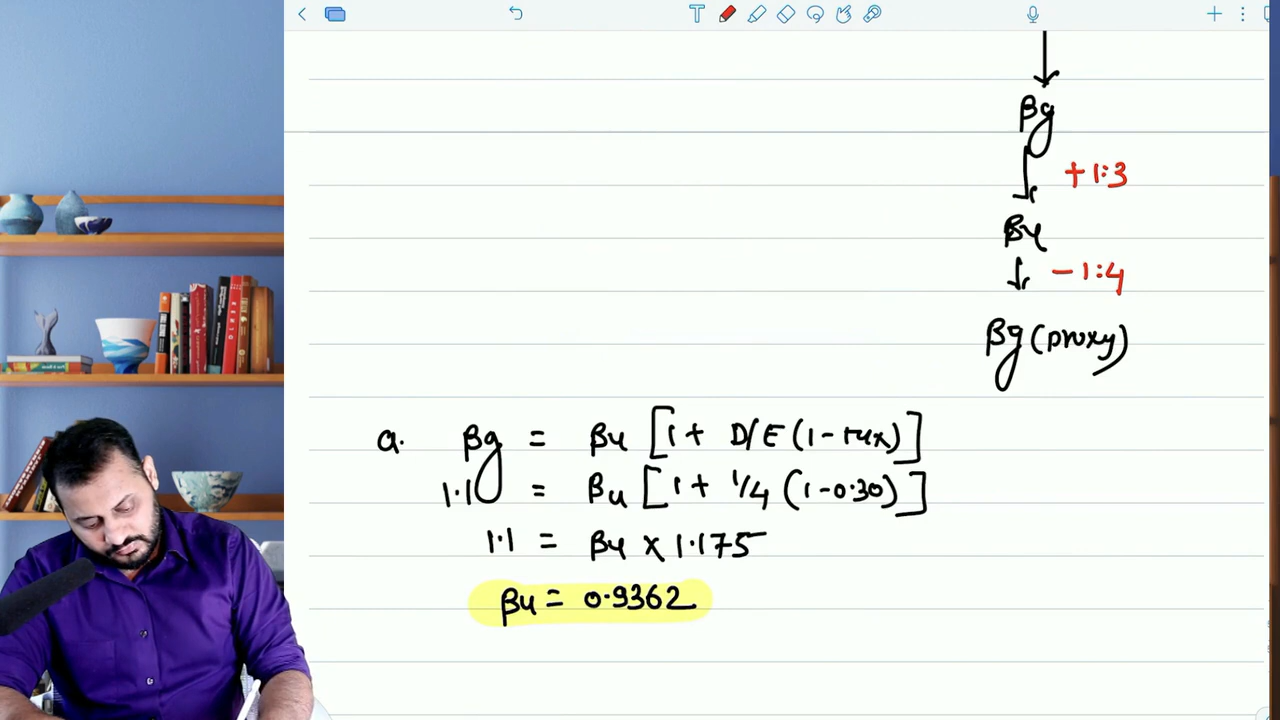 βg
+1:3
βu
-1:4
βg (proxy)
a. βg = βu [1 + D/E (1-tax)]
1.1 = βu [1 + 1/4 (1-0.30)]
1.1 = βu x 1.175
βu = 0.9362